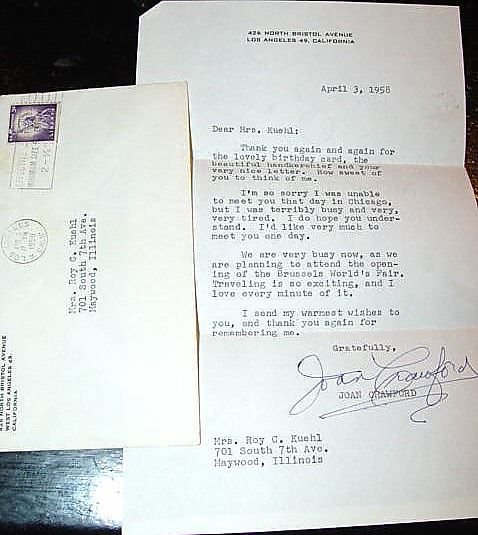 426 NORTH BRISTOL AVENUE
LOS ANGELES 49, CALIFORNIA
April 3, 1958
Dear Mrs. Kuehl:
Thank you again and again for
the lovely birthday card, the
beautiful handkerchief and your
very nice letter. How sweet of
you to think of me.
I'm so sorry I was unable
to meet you that day in Chicago,
but I was terribly busy and very,
very tired. I do hope you under-
stand. I'd like very much to
meet you one day.
We are very busy now, as we
are planning to attend the open-
ing of the Brussels World's Fair.
Traveling is so exciting, and I
love every minute of it.
I send my warmest wishes to
you, and thank you again for
remembering me.
Gratefully,
Joan Crawford
JOAN CRAWFORD
Mrs. Roy C. Kuehl
701 South 7th Ave.
Maywood, Illinois
Mrs. Roy C. Kuehl
701 South 7th Ave.
Maywood, Illinois
426 NORTH BRISTOL AVENUE
WEST LOS ANGELES 49,
CALIFORNIA